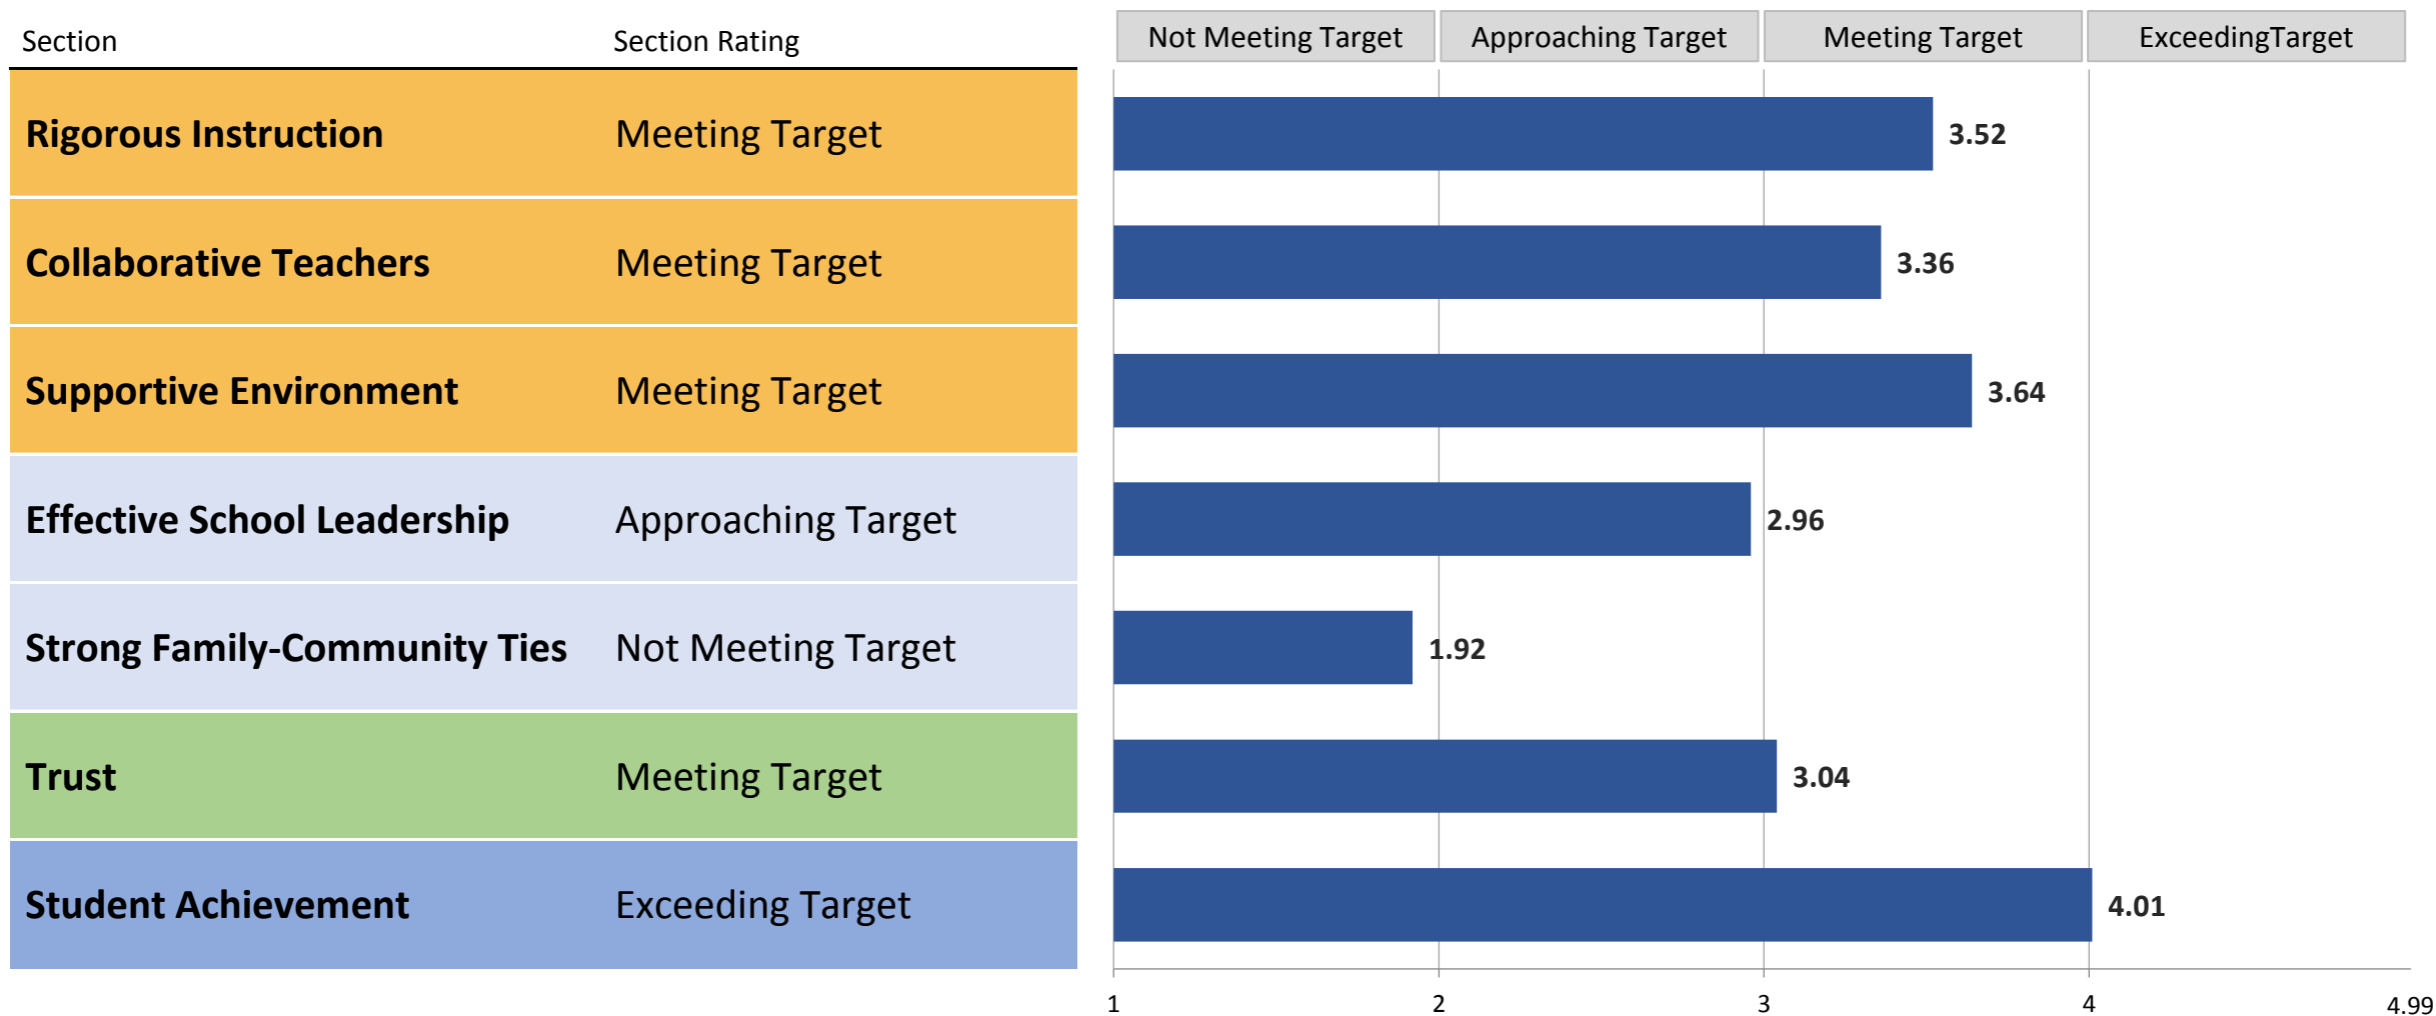 Section Section Rating Not Meeting Target Approaching Target Meeting Target ExceedingTarget
Rigorous Instruction Meeting Target 3.52
Collaborative Teachers Meeting Target 3.36
Supportive Environment Meeting Target 3.64
Effective School Leadership Approaching Target 2.96
Strong Family-Community Ties Not Meeting Target 1.92
Trust Meeting Target 3.04
Student Achievement Exceeding Target 4.01
1 2 3 4 4.99